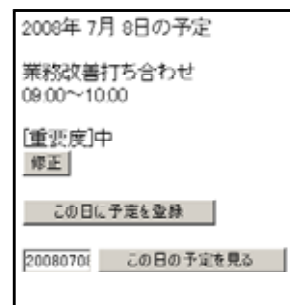 2008年 7月 8日の予定
業務改善打ち合わせ
09:00～10:00
[重要度]中
修正
この日に予定を登録
20080708 この日の予定を見る